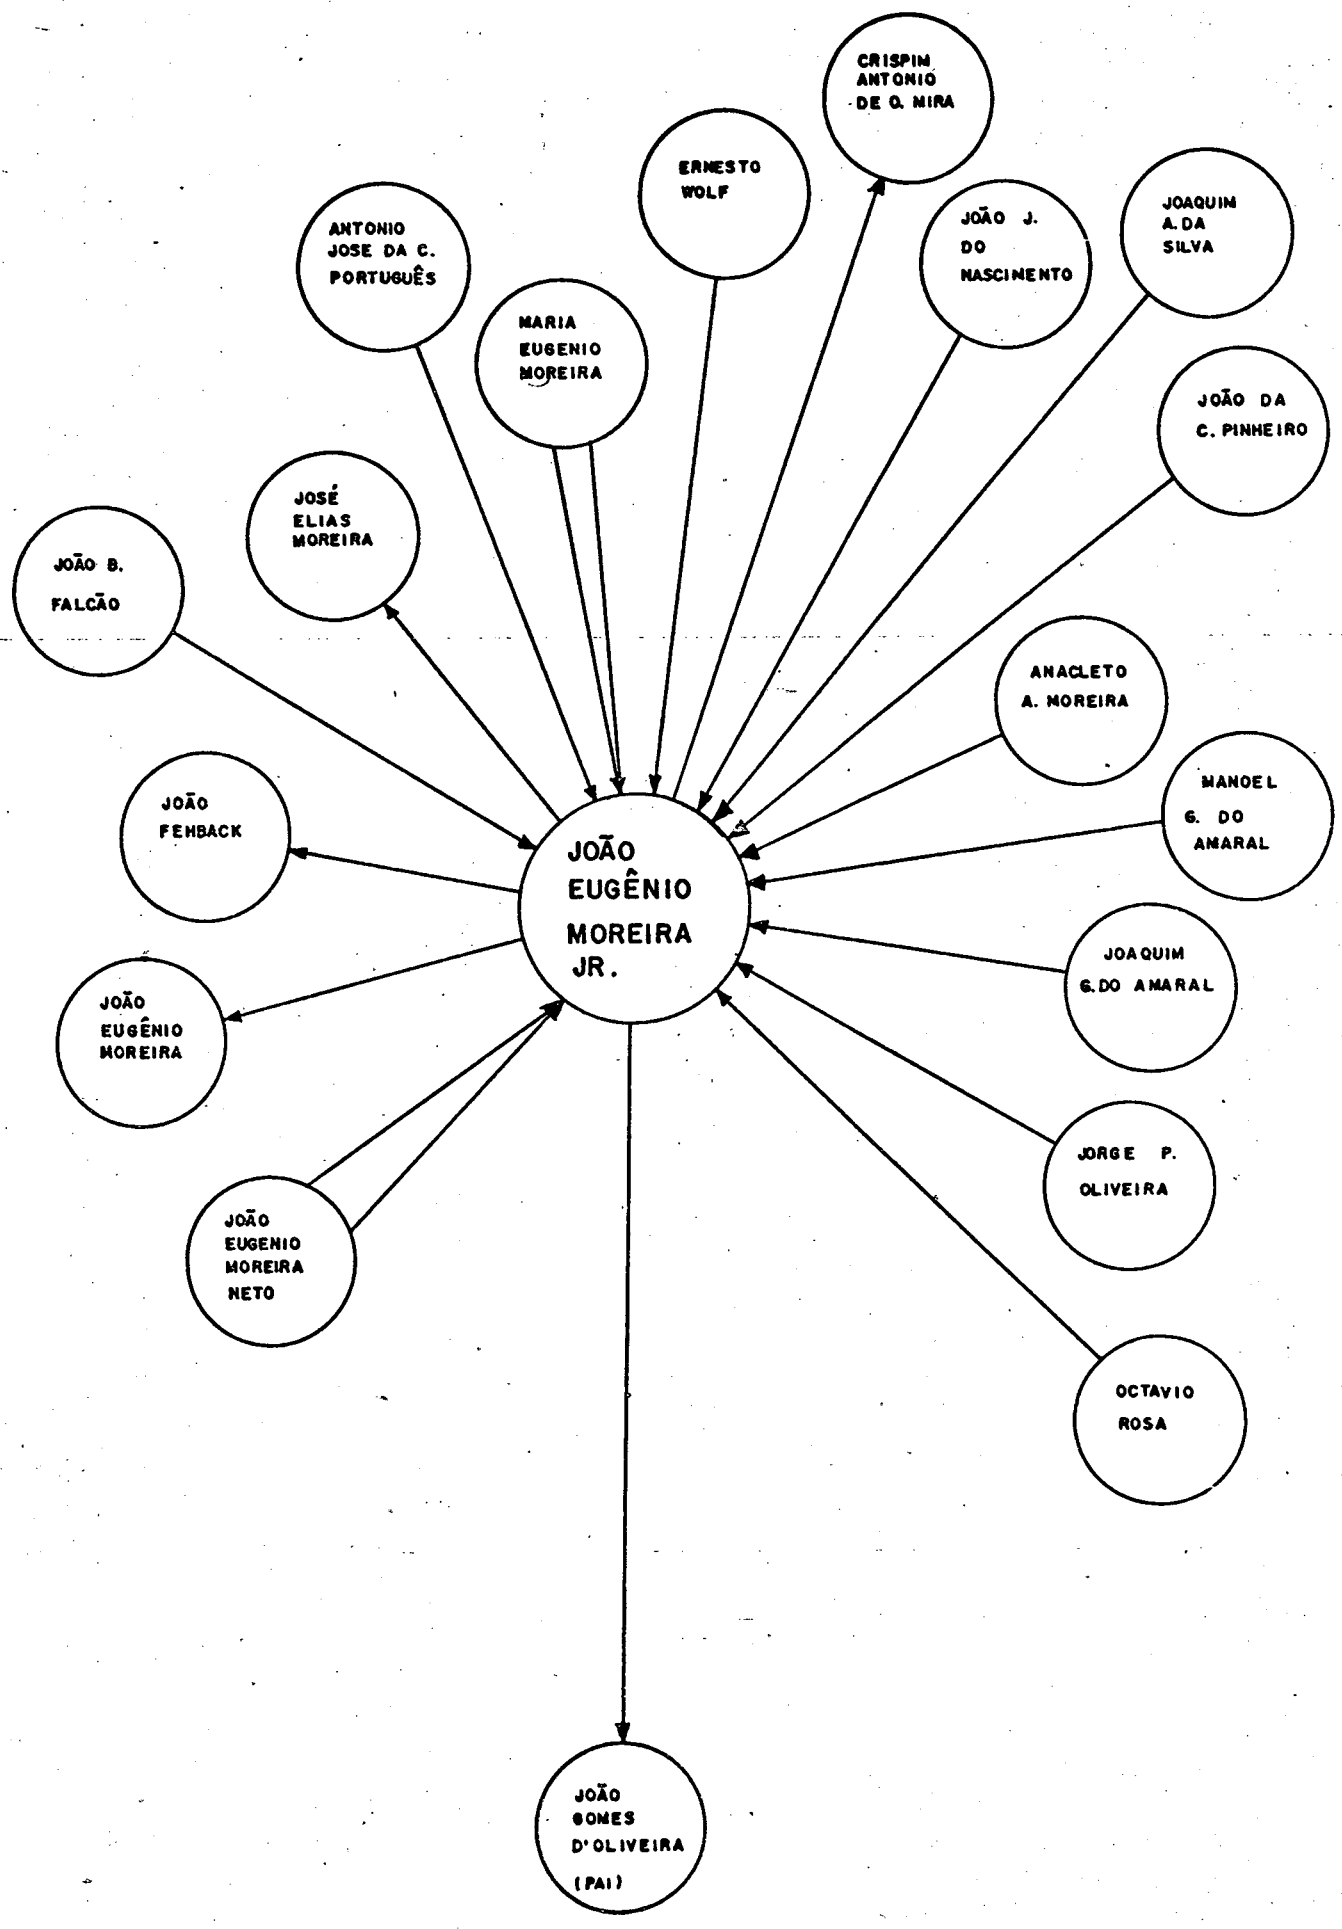 CRISPIM
ANTONIO
DE O. MIRA
ERNESTO
WOLF
JOAQUIM
A. DA
SILVA
JOÃO J.
DO
NASCIMENTO
ANTONIO
JOSE DA C.
PORTUGUÊS
MARIA
EUGENIO
MOREIRA
JOÃO DA
C. PINHEIRO
JOSÉ
ELIAS
MOREIRA
JOÃO B.
FALCÃO
ANACLETO
A. MOREIRA
MANOEL
G. DO
AMARAL
JOÃO
FEHBACK
JOÃO
EUGÊNIO
MOREIRA
JR.
JOAQUIM
G. DO AMARAL
JOÃO
EUGÊNIO
MOREIRA
JORGE P.
OLIVEIRA
JOÃO
EUGENIO
MOREIRA
NETO
OCTAVIO
ROSA
JOÃO
GOMES
D'OLIVEIRA
(PAI)